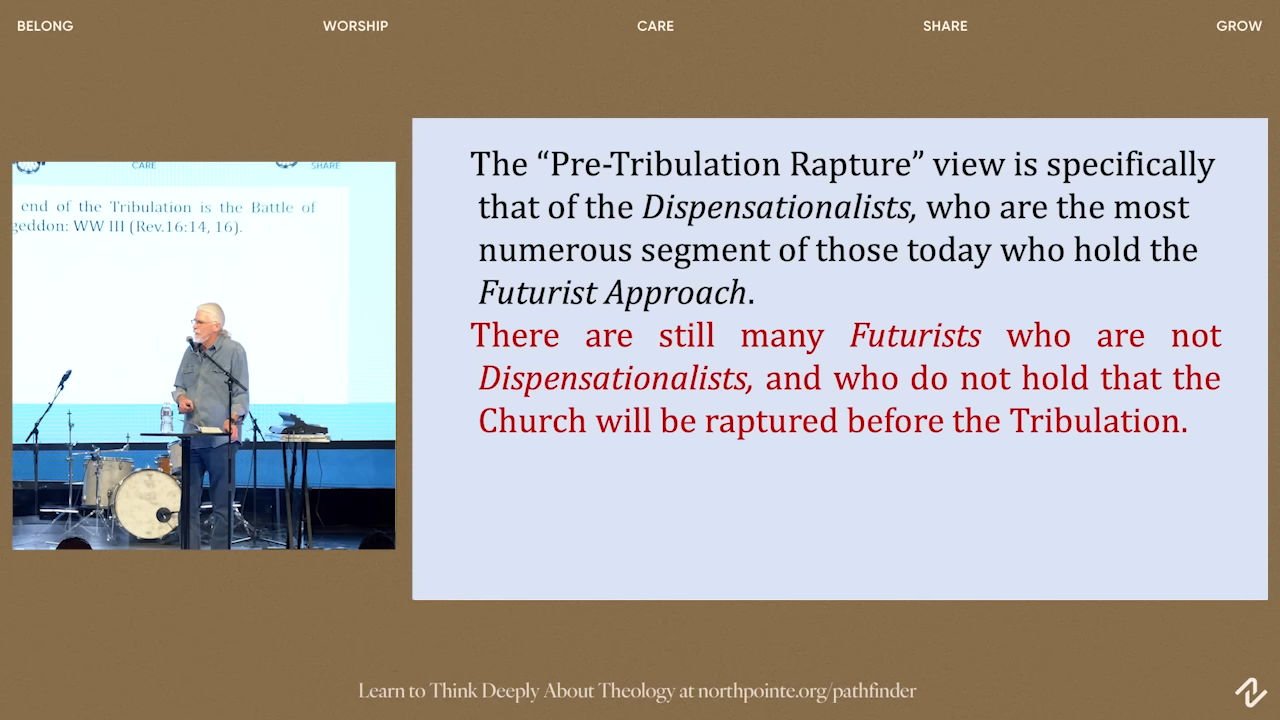 BELONG
WORSHIP
CARE
SHARE
GROW
CARE
SHARE
end of the Tribulation is the Battle of
geddon: WW III (Rev.16:14, 16).
The “Pre-Tribulation Rapture” view is specifically
that of the Dispensationalists, who are the most
numerous segment of those today who hold the
Futurist Approach.
There are still many Futurists who are not
Dispensationalists, and who do not hold that the
Church will be raptured before the Tribulation.
Learn to Think Deeply About Theology at northpointe.org/pathfinder